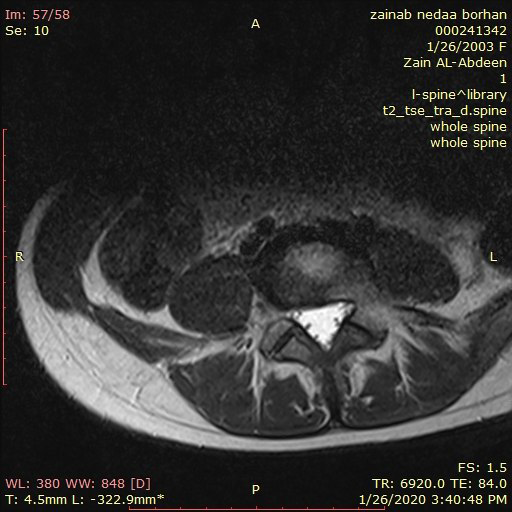 Im: 57/58
Se: 10
A
zainab nedaa borhan
000241342
1/26/2003 F
Zain AL-Abdeen
1
l-spine^library
t2_tse_tra_d.spine
whole spine
whole spine
R
L
WL: 380 WW: 848 [D]
T: 4.5mm L: -322.9mm*
P
FS: 1.5
TR: 6920.0 TE: 84.0
1/26/2020 3:40:48 PM